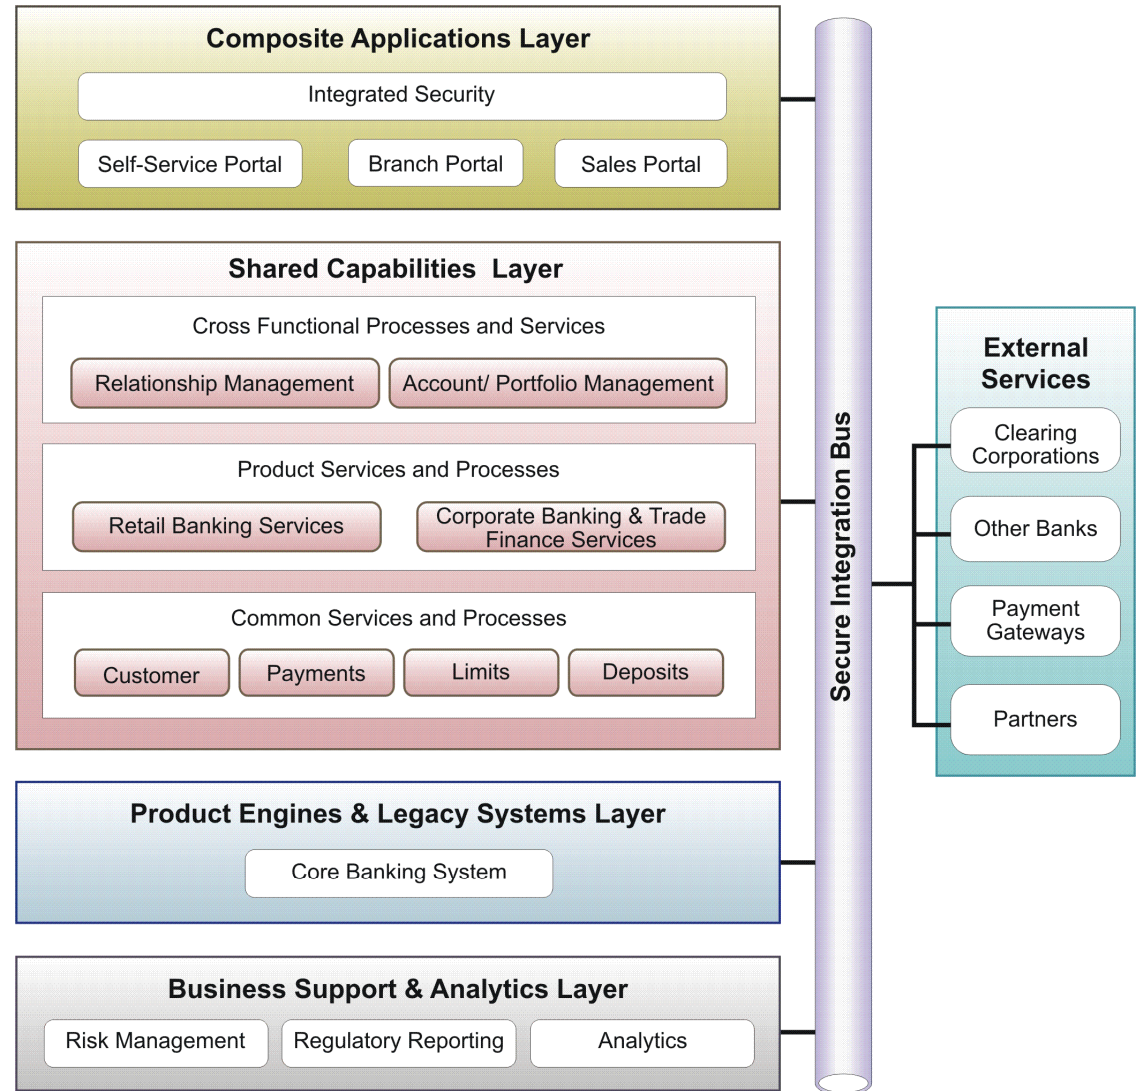 Composite Applications Layer
Integrated Security
Self-Service Portal
Branch Portal
Sales Portal
Shared Capabilities Layer
Cross Functional Processes and Services
Relationship Management
Account/ Portfolio Management
Product Services and Processes
Retail Banking Services
Corporate Banking & Trade
Finance Services
Common Services and Processes
Customer
Payments
Limits
Deposits
Product Engines & Legacy Systems Layer
Core Banking System
Business Support & Analytics Layer
Risk Management
Regulatory Reporting
Analytics
Secure Integration Bus
External
Services
Clearing
Corporations
Other Banks
Payment
Gateways
Partners